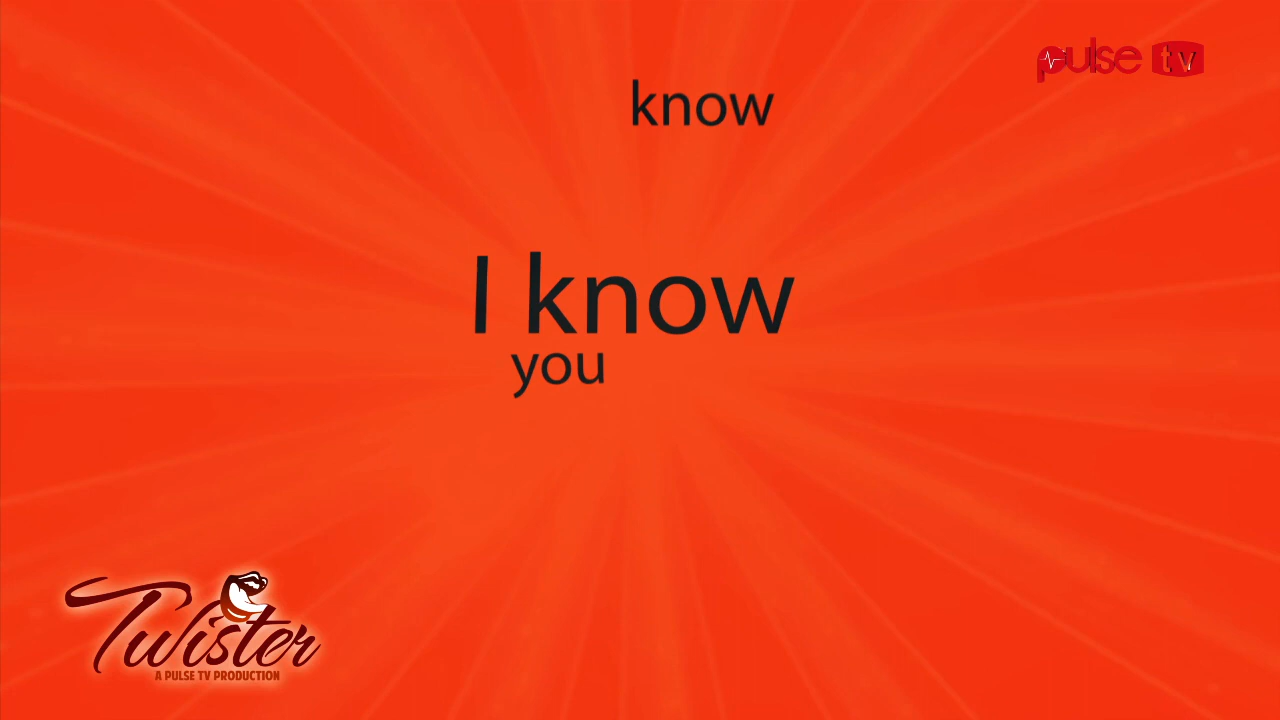 pulse tv
know
I know
you
Twister
A PULSE TV PRODUCTION